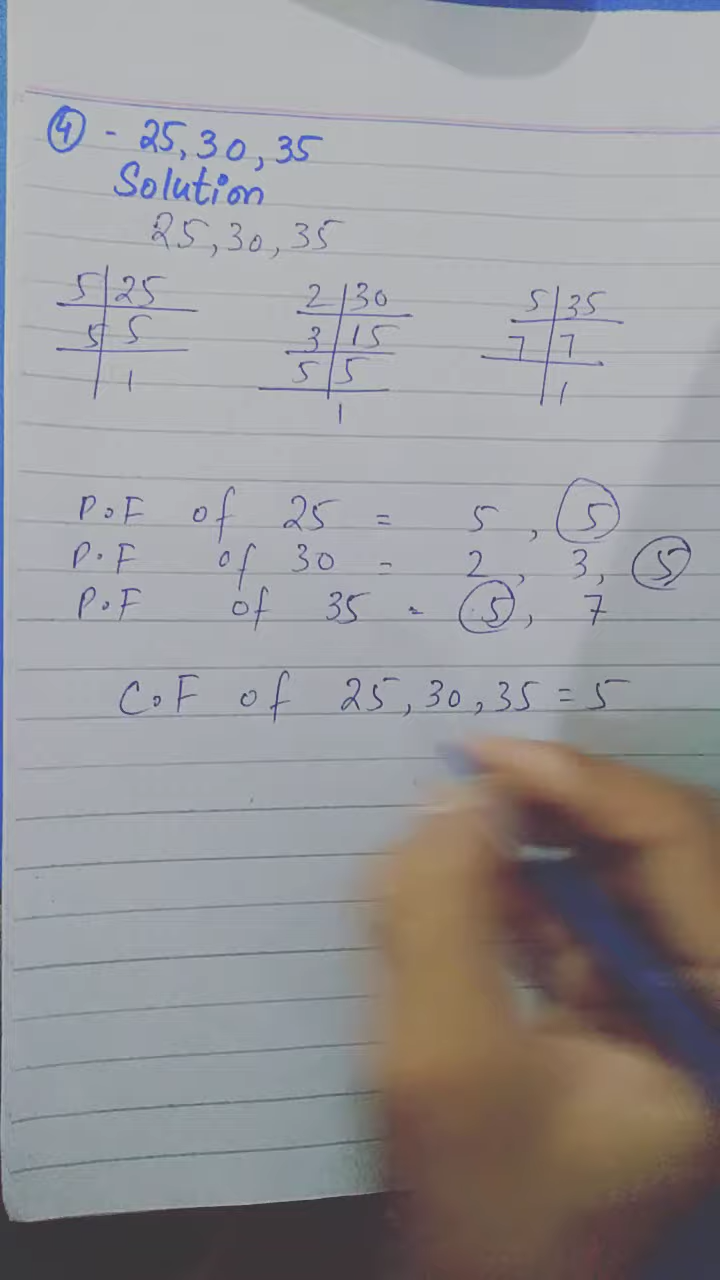 ④ - 25, 30, 35
Solution
25, 30, 35
5 | 25    2 | 30    5 | 35
5 | 5    3 | 15    7 | 7
| 1    5 | 5    | 1
1
P.F of 25 = 5, 5
P.F of 30 = 2, 3, 5
P.F of 35 = 5, 7
C.F of 25, 30, 35 = 5